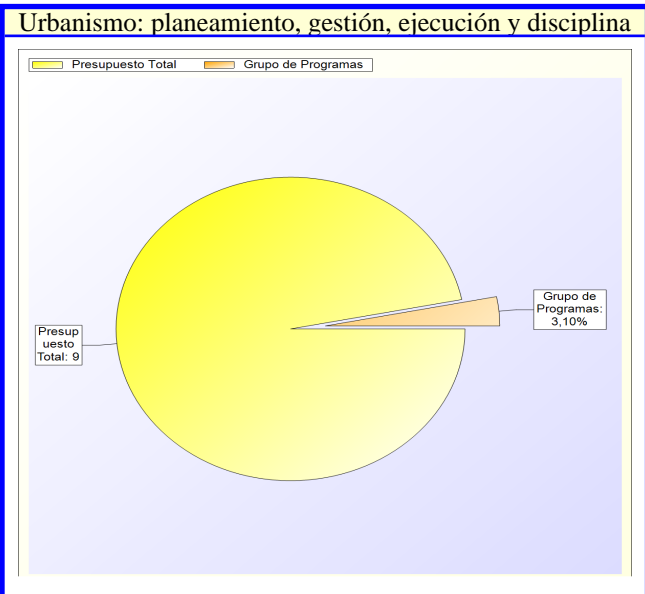 Urbanismo: planeamiento, gestión, ejecución y disciplina
Presupuesto Total
Grupo de Programas
Grupo de
Programas:
3,10%
Presup
uesto
Total: 9